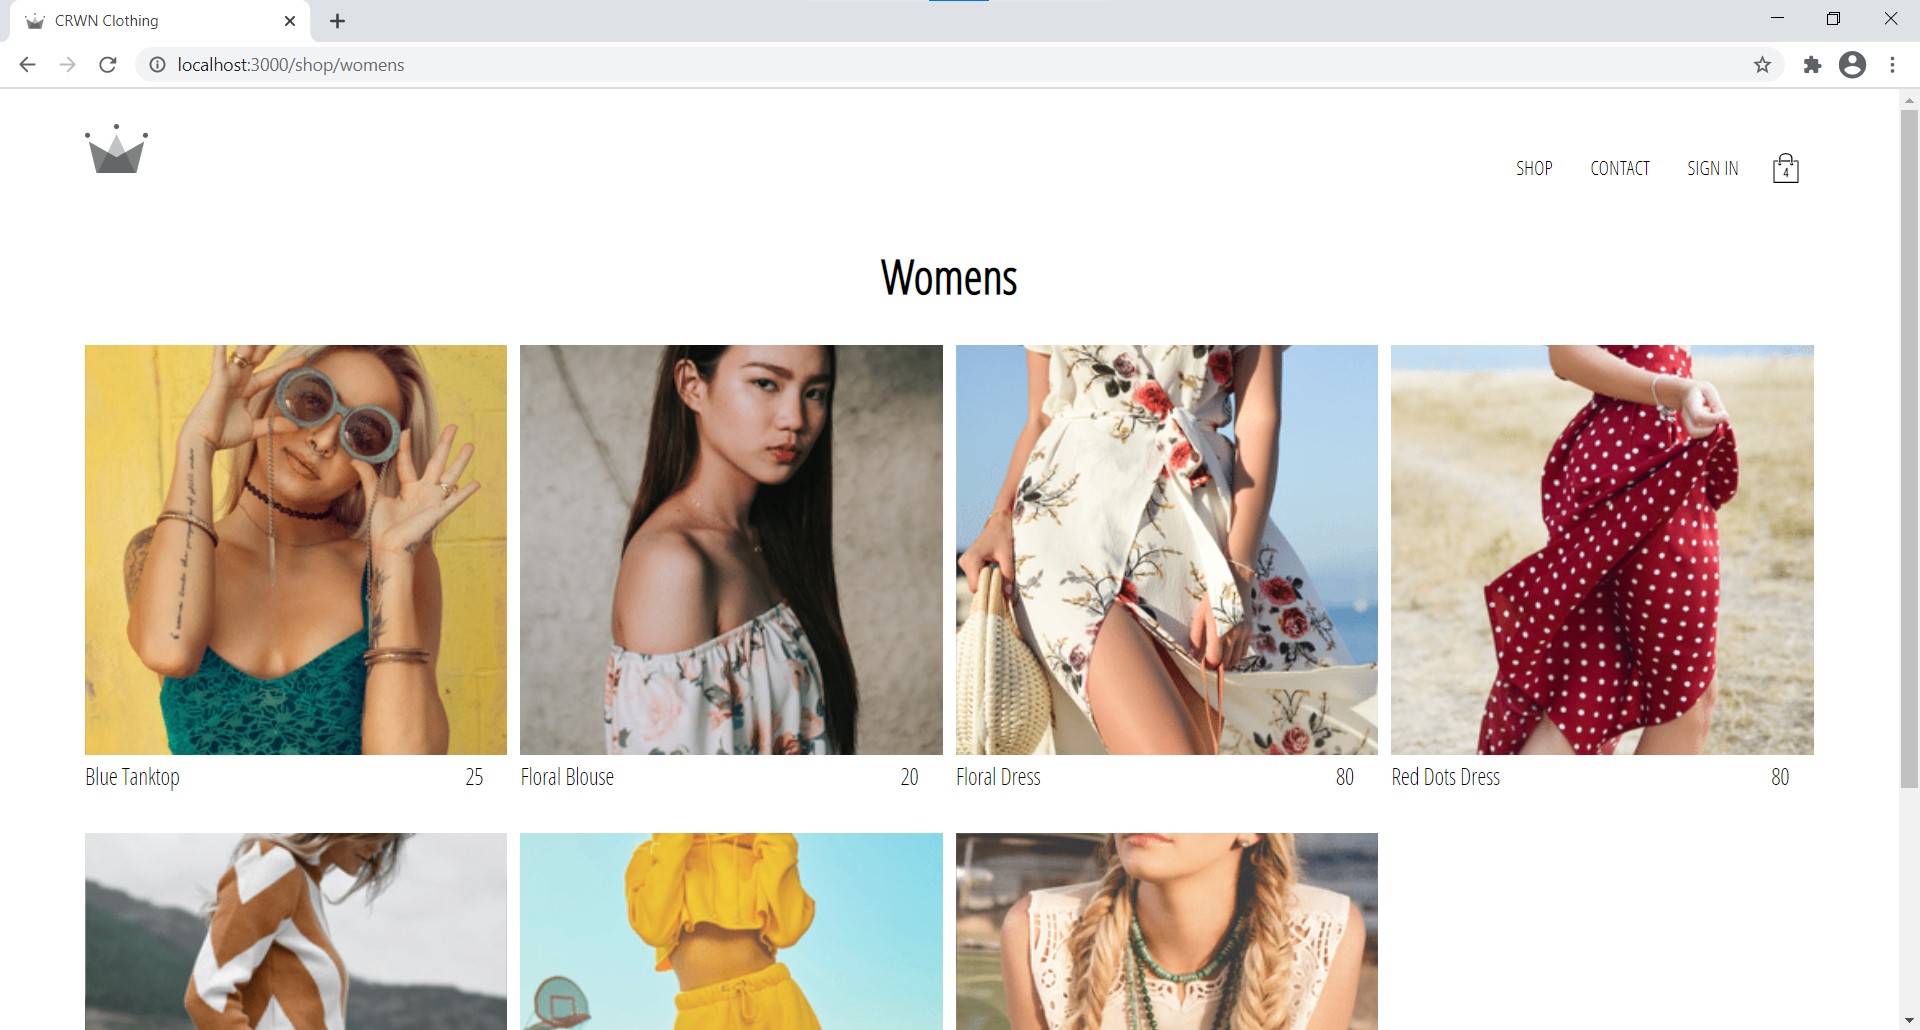 CRWN Clothing
localhost:3000/shop/womens
SHOP CONTACT SIGN IN 4
Womens
Blue Tanktop 25 Floral Blouse 20 Floral Dress 80 Red Dots Dress 80